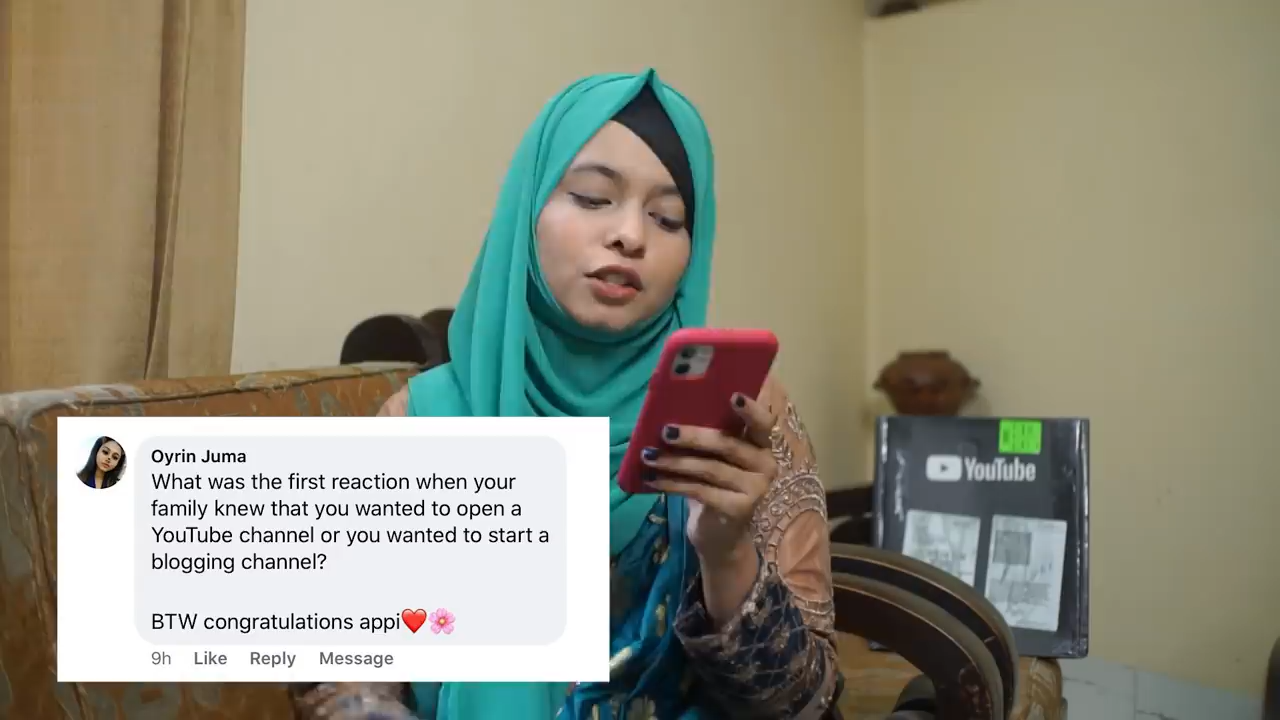 Oyrin Juma
What was the first reaction when your
family knew that you wanted to open a
YouTube channel or you wanted to start a
blogging channel?
BTW congratulations appi❤️🌸
9h Like Reply Message
YouTube